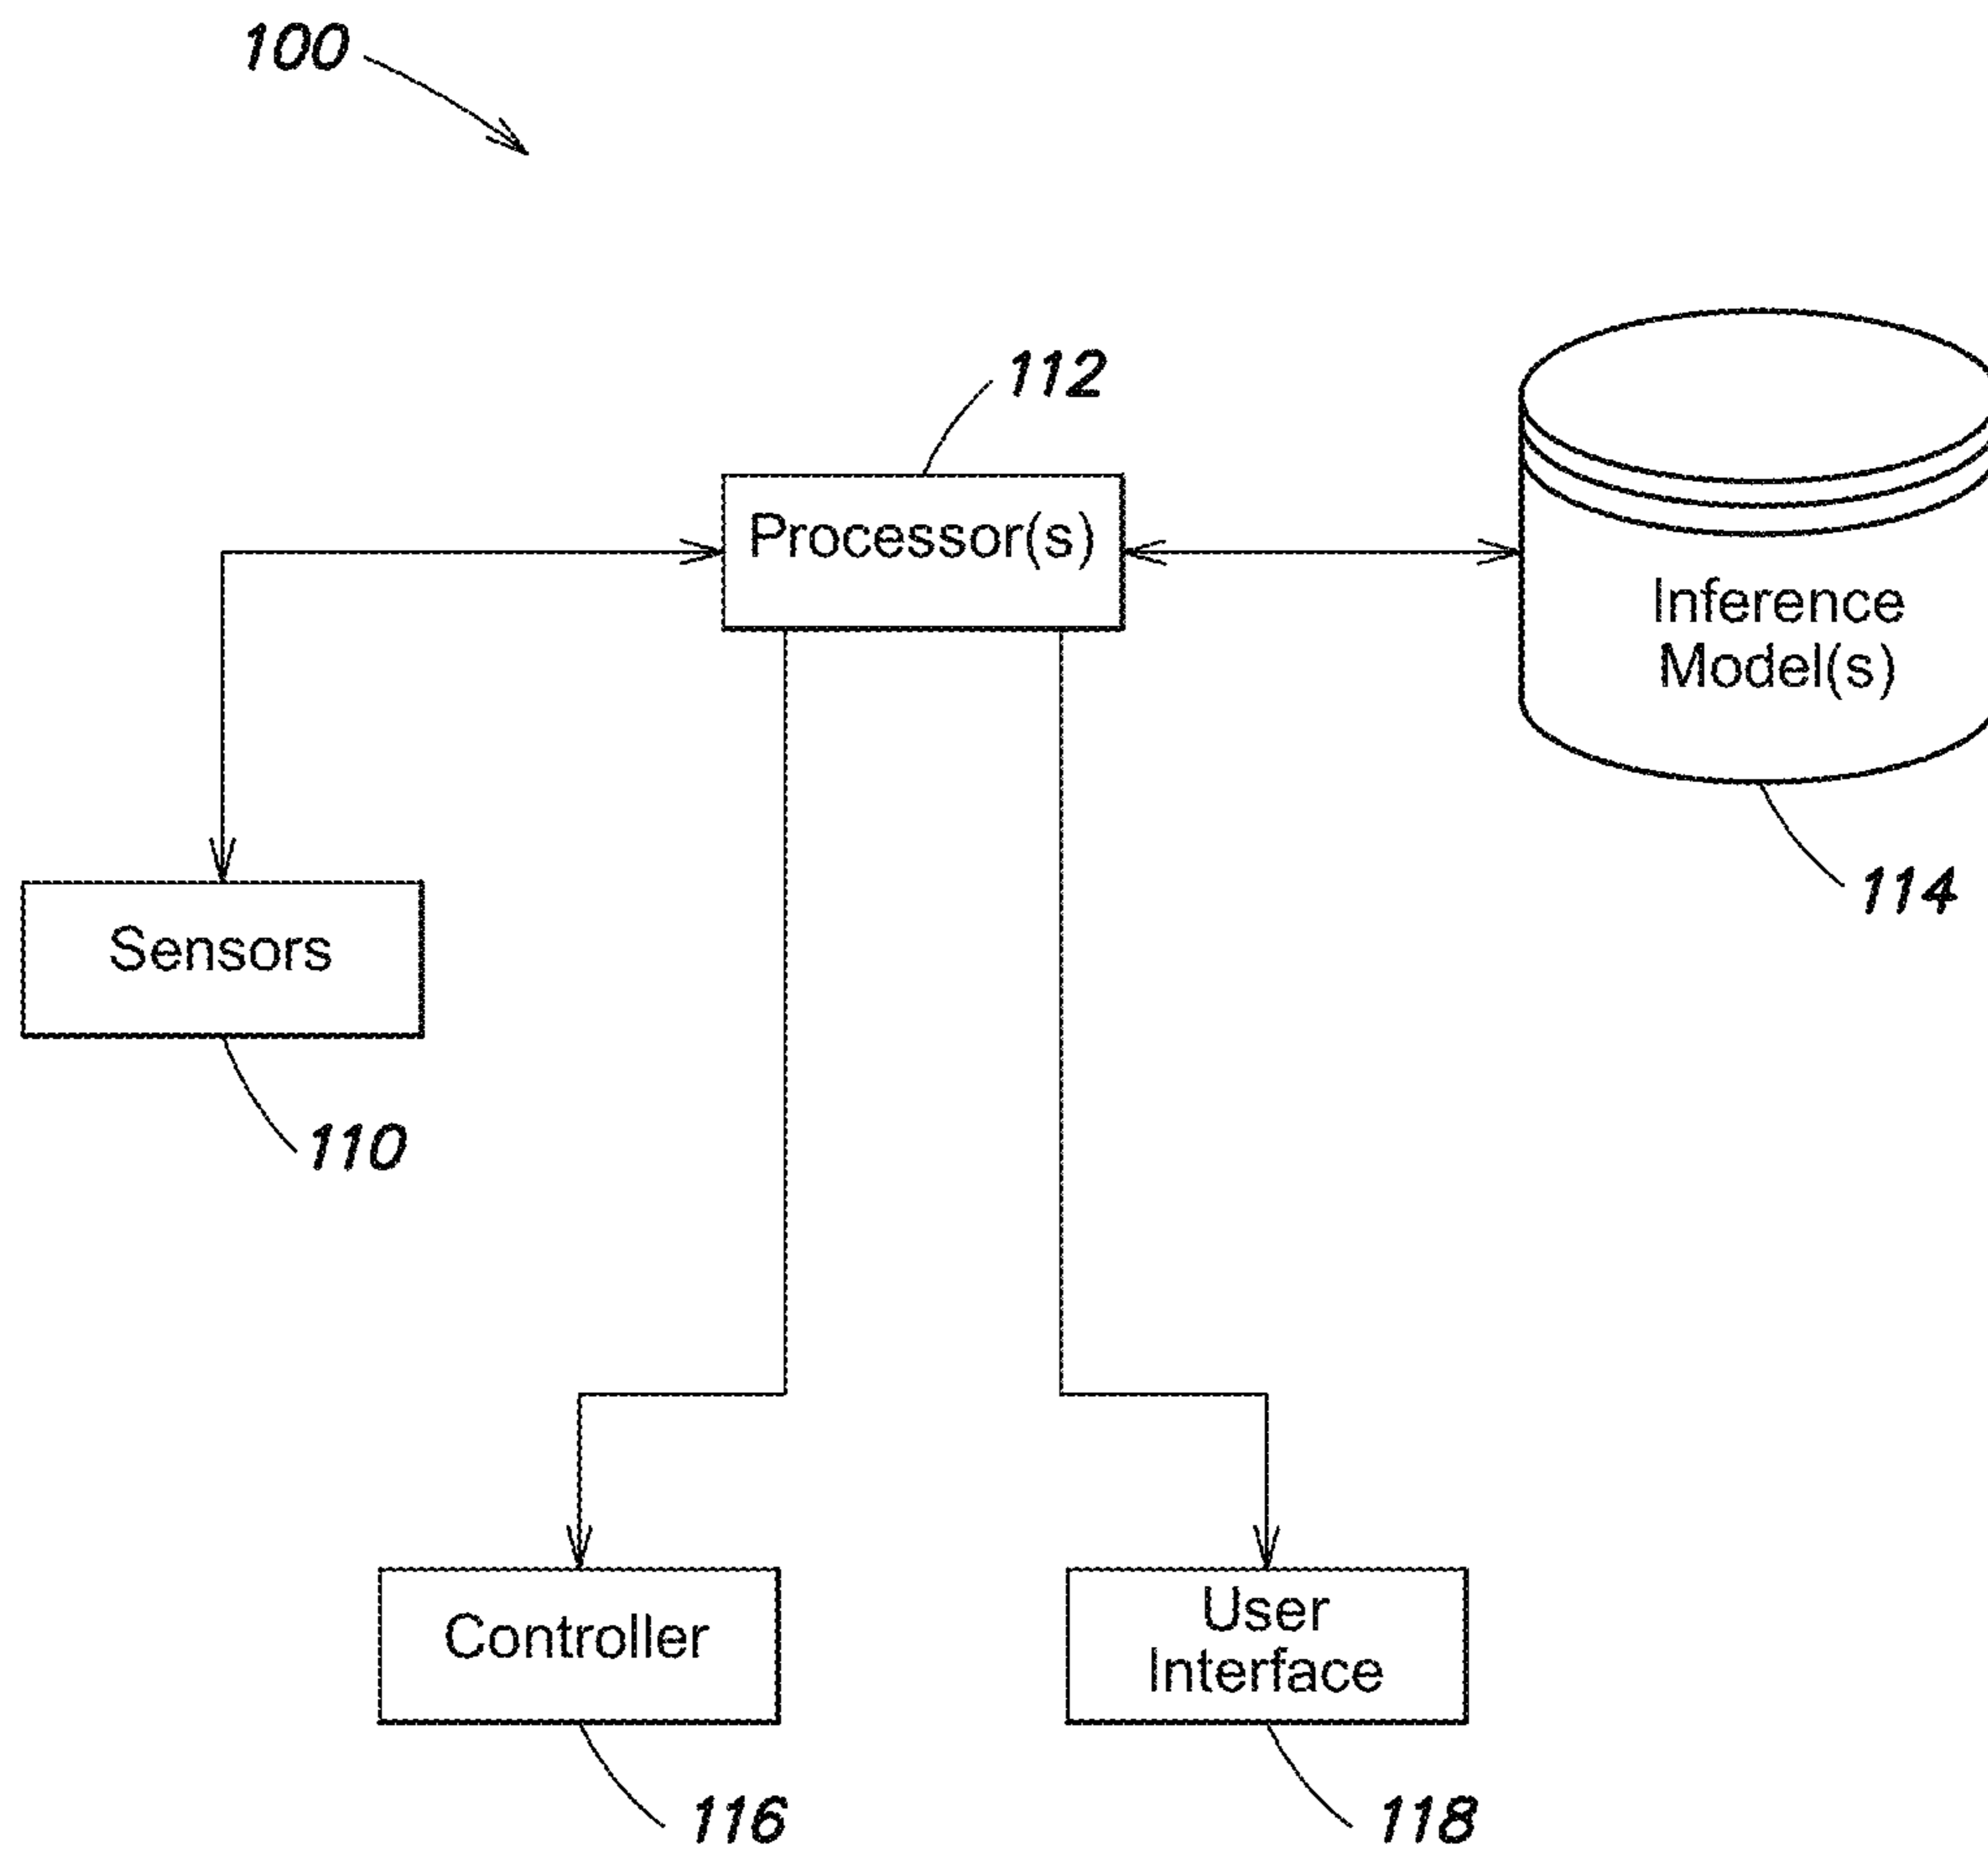 100
112
Processor(s)
Inference
Model(s)
114
Sensors
110
Controller
User
Interface
116
118